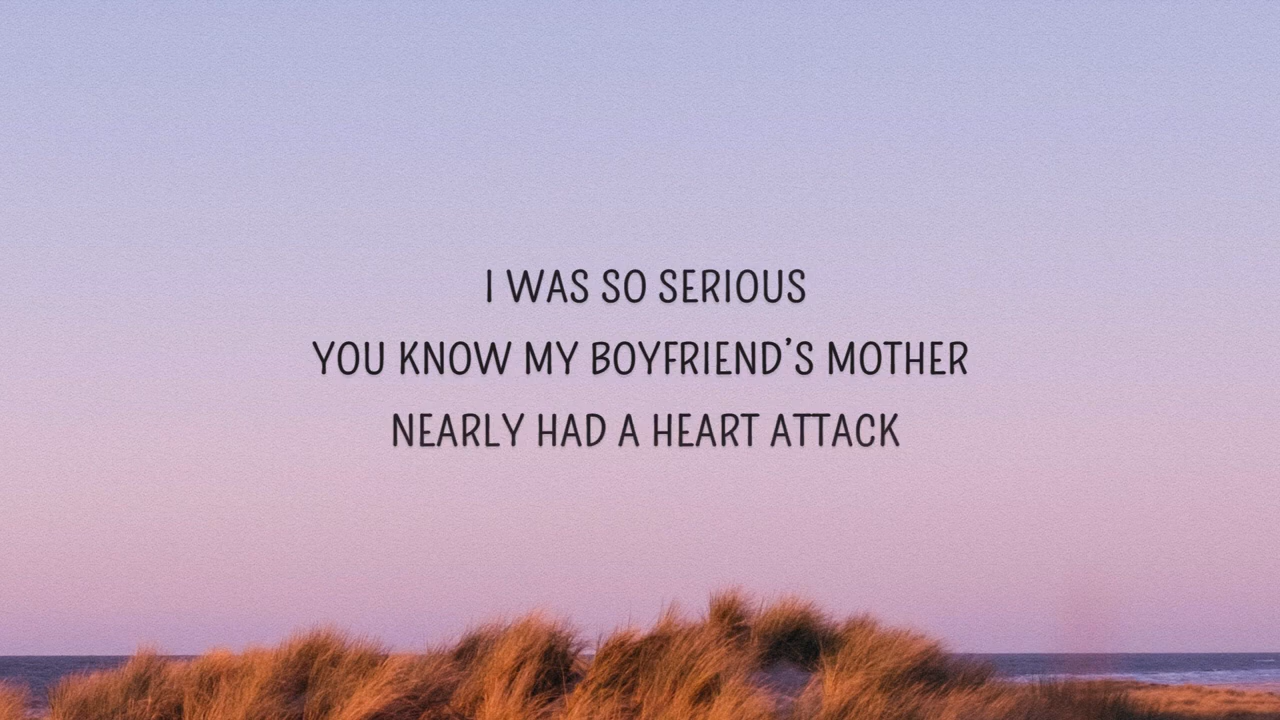 I WAS SO SERIOUS
YOU KNOW MY BOYFRIEND’S MOTHER
NEARLY HAD A HEART ATTACK